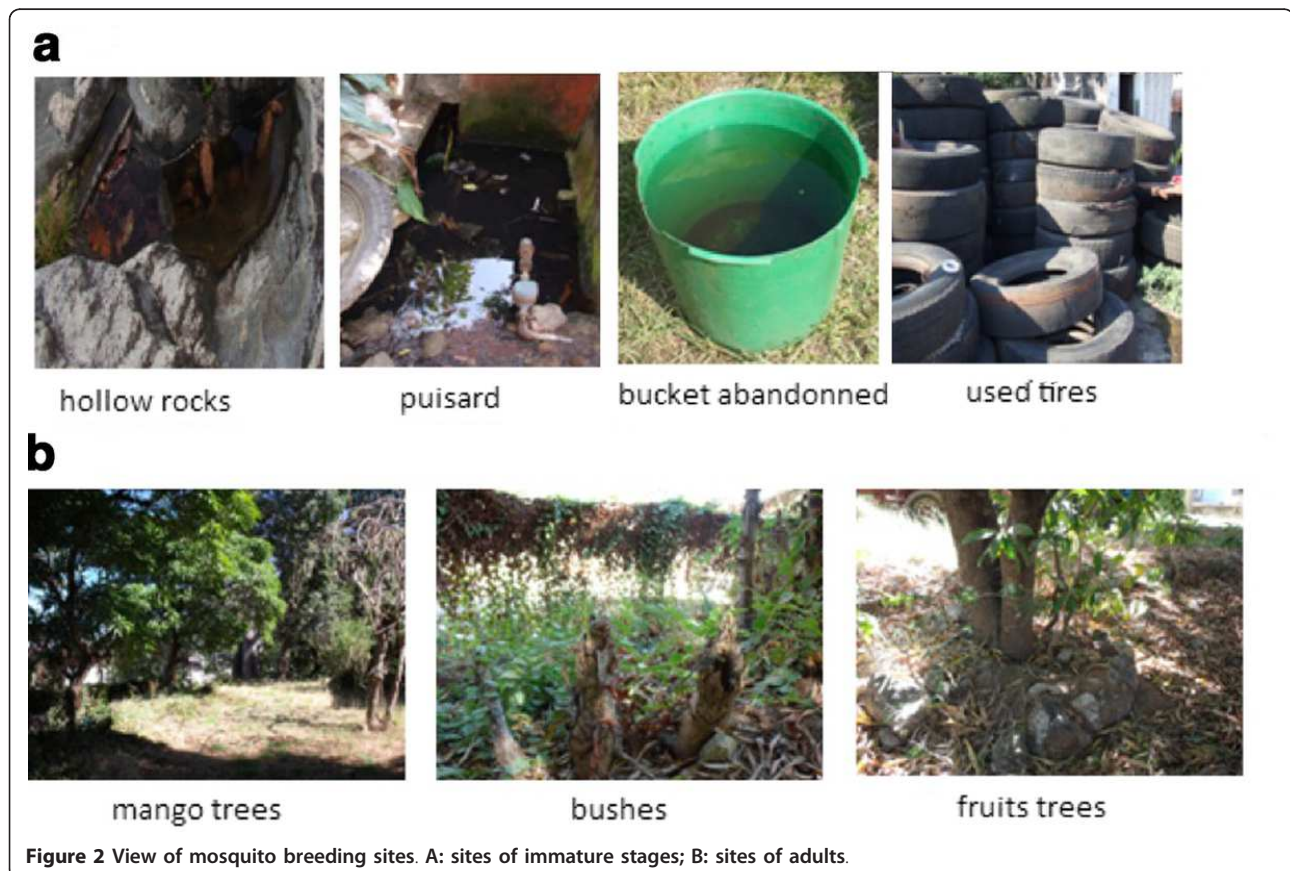 a
hollow rocks
puisard
bucket abandonned
used tires
b
mango trees
bushes
fruits trees
Figure 2 View of mosquito breeding sites. A: sites of immature stages; B: sites of adults.